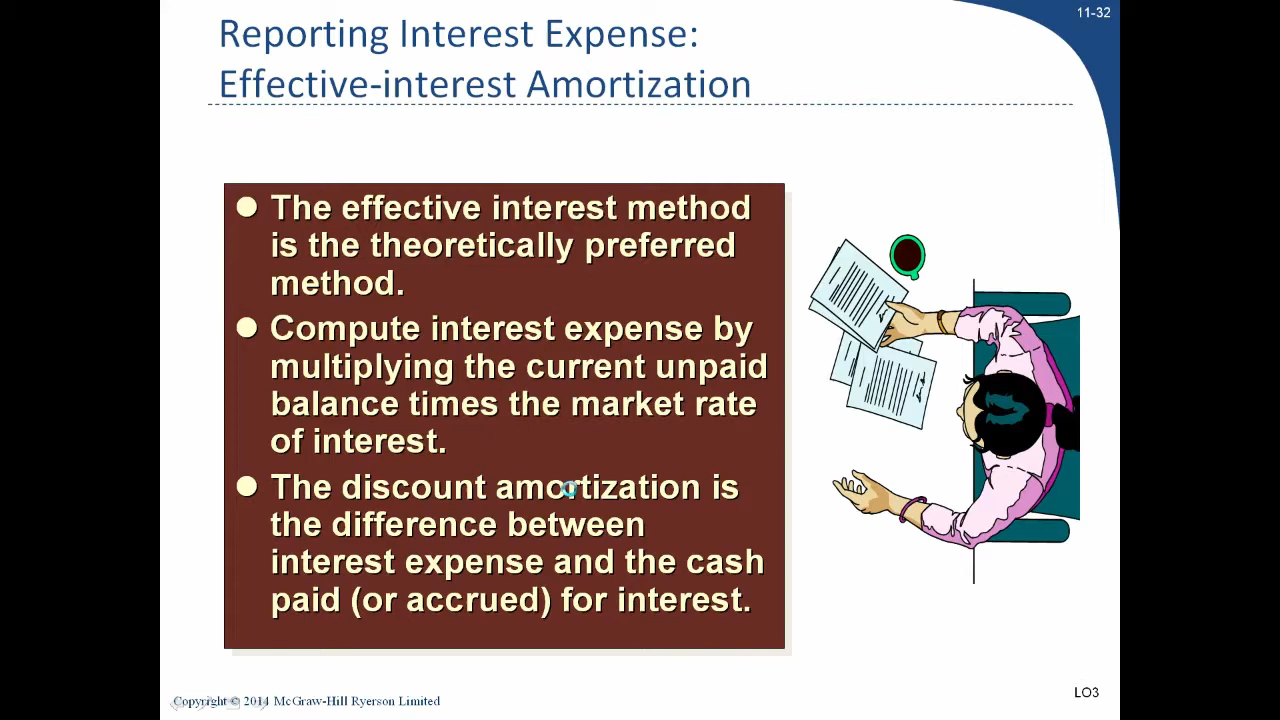 11-32
Reporting Interest Expense:
Effective-interest Amortization
The effective interest method
is the theoretically preferred
method.
Compute interest expense by
multiplying the current unpaid
balance times the market rate
of interest.
The discount amortization is
the difference between
interest expense and the cash
paid (or accrued) for interest.
Copyright © 2014 McGraw-Hill Ryerson Limited
LO3